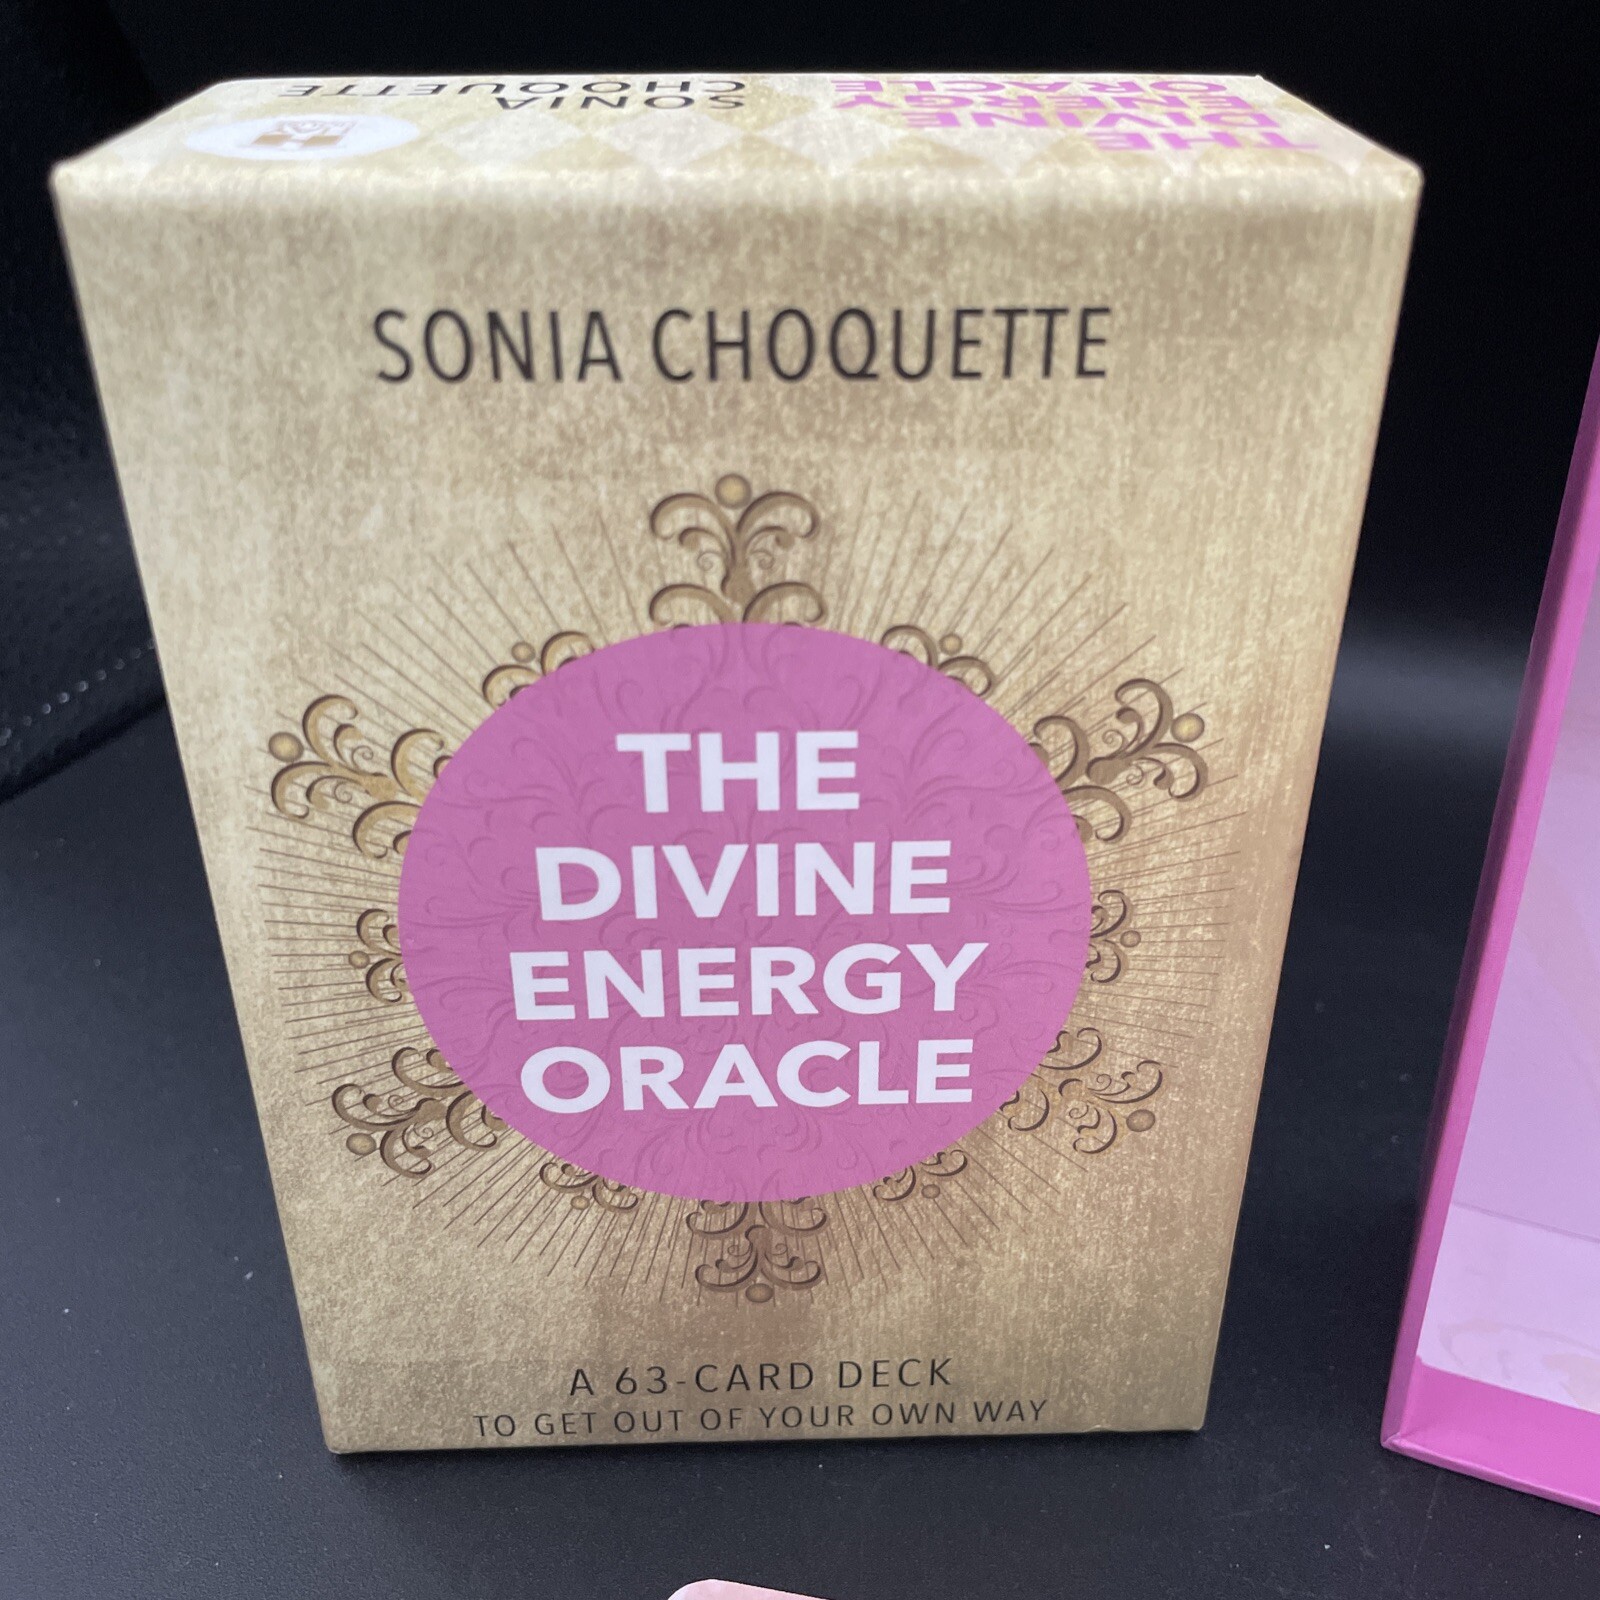 SONIA
CHOQUETTE
THE
DIVINE
ENERGY
ORACLE
SONIA CHOQUETTE
THE
DIVINE
ENERGY
ORACLE
A 63-CARD DECK
TO GET OUT OF YOUR OWN WAY